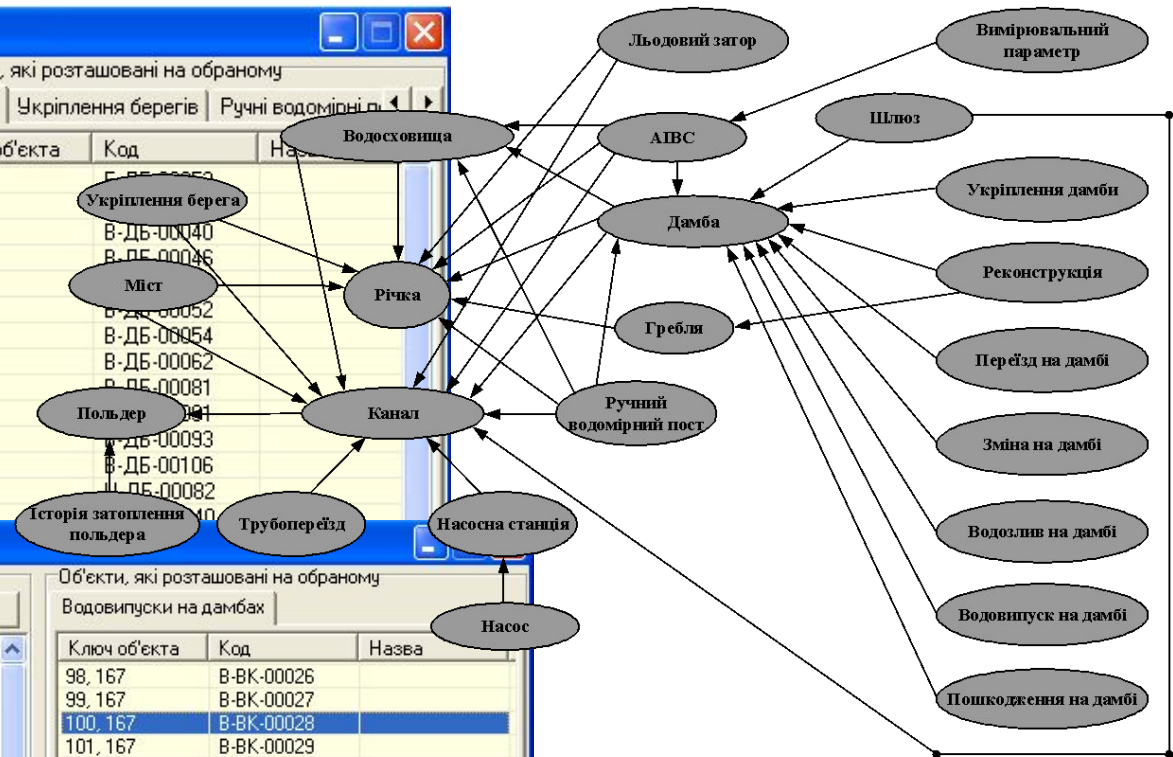 , які розташовані на обраному
Укріплення берегів
Ручні водомірні
Код
В-ДБ-00040
В-ДБ-00046
В-ДБ-00052
В-ДБ-00054
В-ДБ-00062
В-ДБ-00081
В-ДБ-00093
В-ДБ-00106
Льодовий затор
Вимірювальний
параметр
Водосховища
АІВС
Шлюз
Укріплення берега
Дамба
Укріплення дамби
Міст
Річка
Реконструкція
Гребля
Переїзд на дамбі
Польдер
Канал
Ручний
водомірний пост
Зміна на дамбі
Історія затоплення
польдера
Трубопереїзд
Насосна станція
Водозлив на дамбі
Насос
Водовипуск на дамбі
Пошкодження на дамбі
Об'єкти, які розташовані на обраному
Водовипуски на дамбах
Ключ об'єкта Код Назва
98, 167 В-ВК-00026
99, 167 В-ВК-00027
100, 167 В-ВК-00028
101, 167 В-ВК-00029